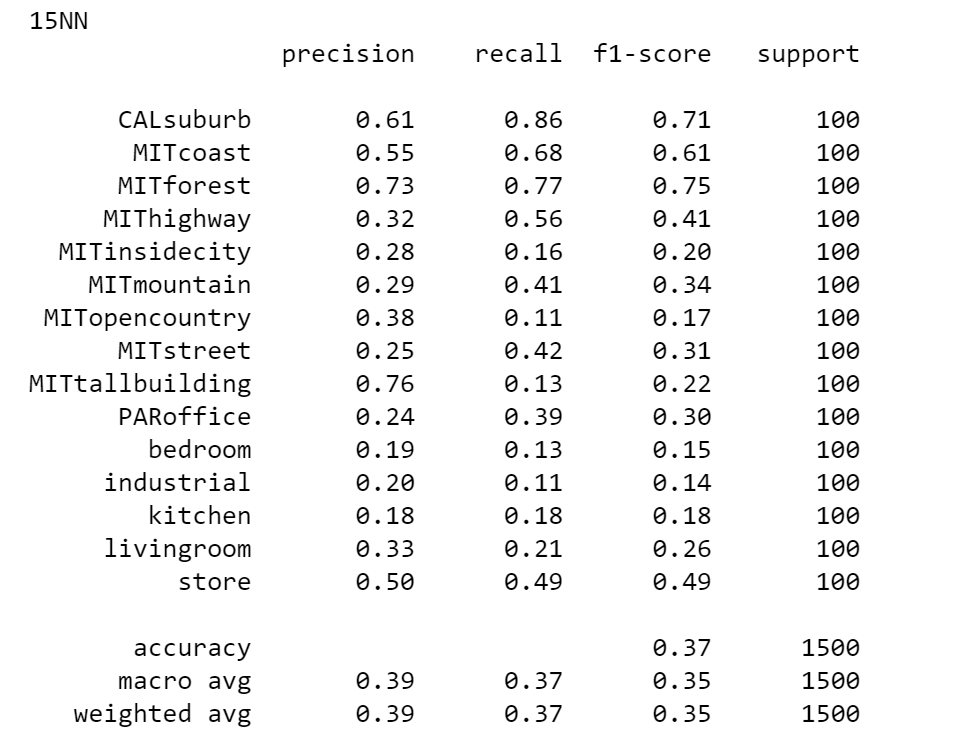 15NN
precision recall f1-score support
CALsuburb 0.61 0.86 0.71 100
MITcoast 0.55 0.68 0.61 100
MITforest 0.73 0.77 0.75 100
MIThighway 0.32 0.56 0.41 100
MITinsidecity 0.28 0.16 0.20 100
MITmountain 0.29 0.41 0.34 100
MITopencountry 0.38 0.11 0.17 100
MITstreet 0.25 0.42 0.31 100
MITtallbuilding 0.76 0.13 0.22 100
PARoffice 0.24 0.39 0.30 100
bedroom 0.19 0.13 0.15 100
industrial 0.20 0.11 0.14 100
kitchen 0.18 0.18 0.18 100
livingroom 0.33 0.21 0.26 100
store 0.50 0.49 0.49 100
accuracy 0.37 1500
macro avg 0.39 0.37 0.35 1500
weighted avg 0.39 0.37 0.35 1500